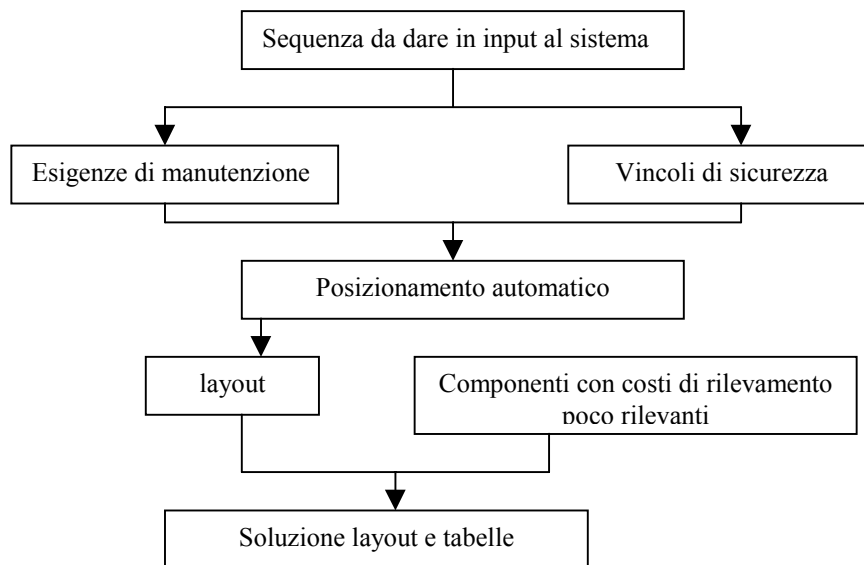 Sequenza da dare in input al sistema
Esigenze di manutenzione
Vincoli di sicurezza
Posizionamento automatico
layout
Componenti con costi di rilevamento
poco rilevanti
Soluzione layout e tabelle